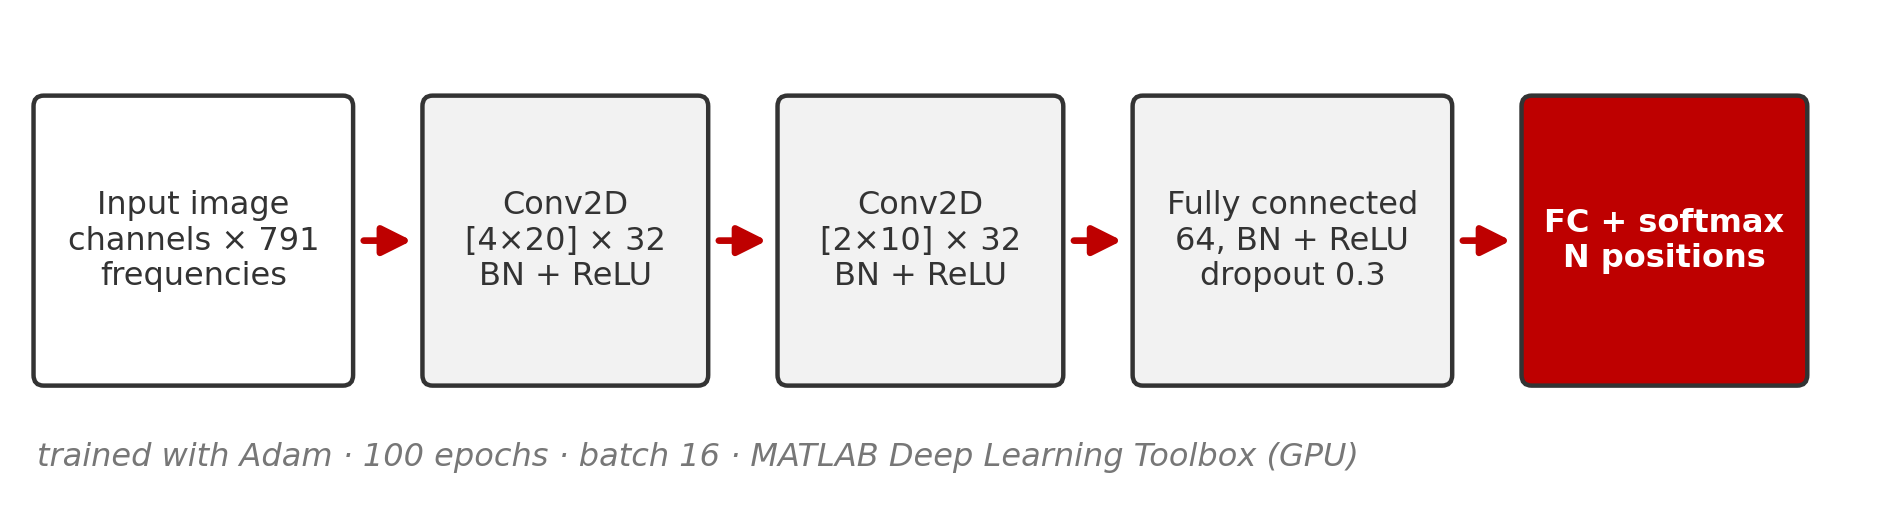 Input image
channels × 791
frequencies
Conv2D
[4×20] × 32
BN + ReLU
Conv2D
[2×10] × 32
BN + ReLU
Fully connected
64, BN + ReLU
dropout 0.3
FC + softmax
N positions
trained with Adam · 100 epochs · batch 16 · MATLAB Deep Learning Toolbox (GPU)